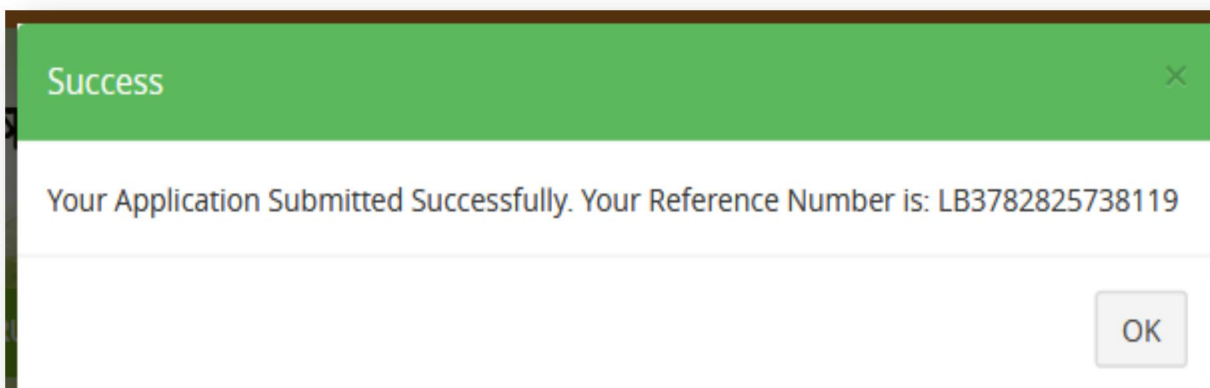 Success ×
Your Application Submitted Successfully. Your Reference Number is: LB3782825738119
OK